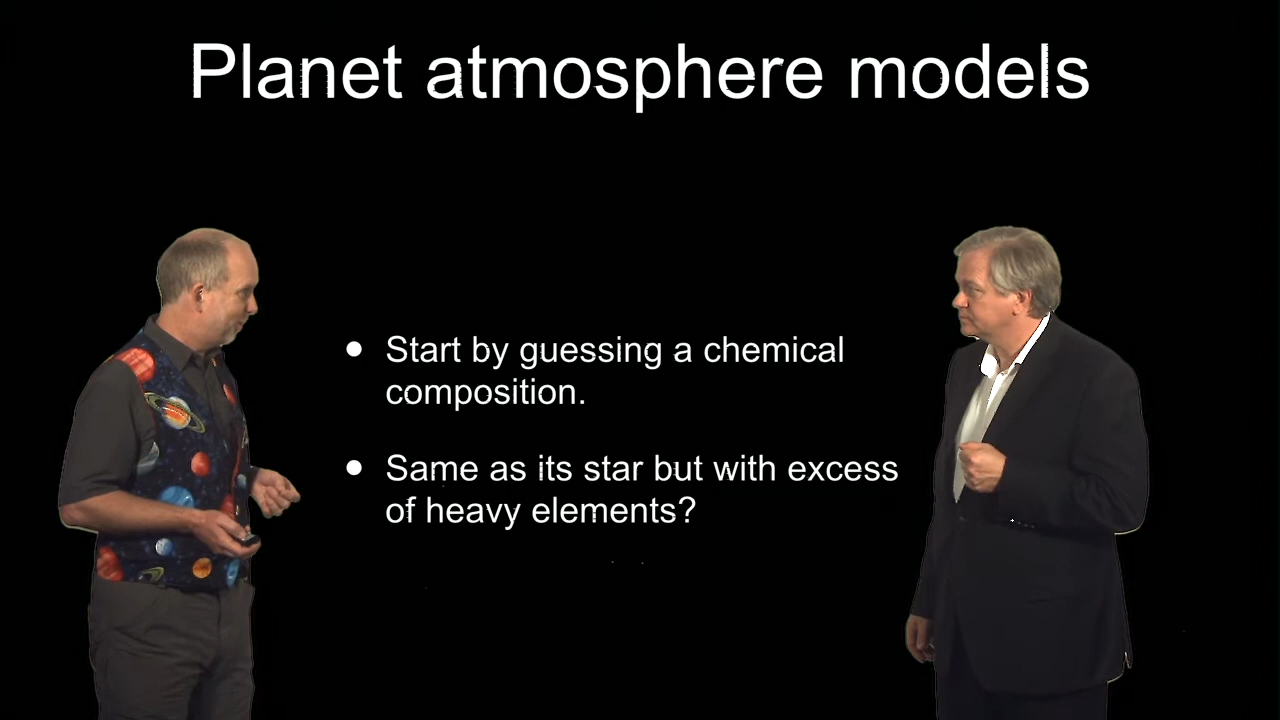 Planet atmosphere models
• Start by guessing a chemical
composition.
• Same as its star but with excess
of heavy elements?